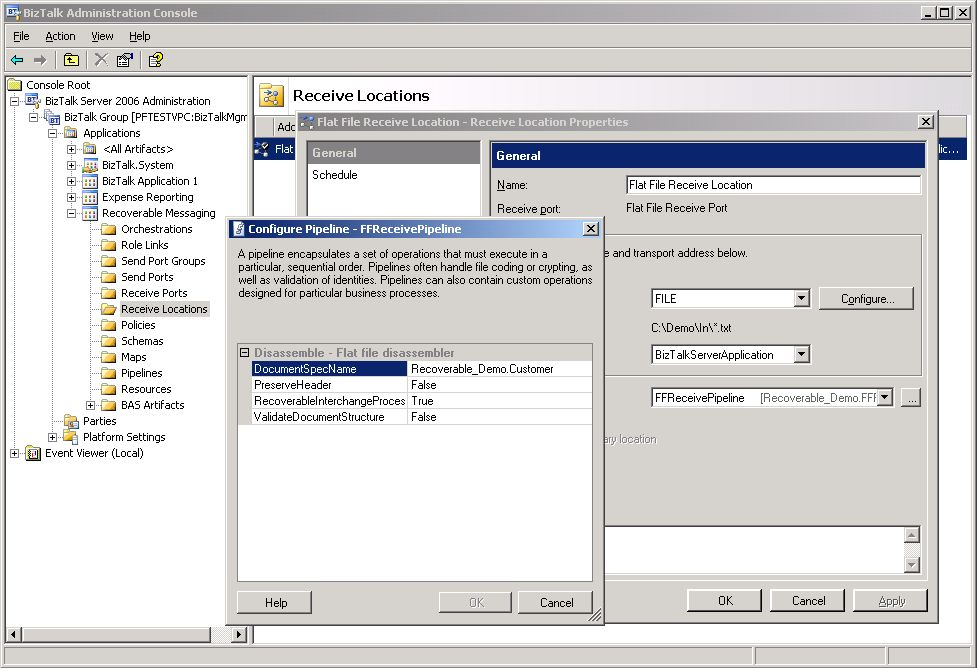 BizTalk Administration Console
File Action View Help
Console Root
BizTalk Server 2006 Administration
BizTalk Group [PFTESTVPC:BizTalkMgm
Applications
<All Artifacts>
BizTalk.System
BizTalk Application 1
Expense Reporting
Recoverable Messaging
Orchestrations
Role Links
Send Port Groups
Send Ports
Receive Ports
Receive Locations
Policies
Schemas
Maps
Pipelines
Resources
BAS Artifacts
Parties
Platform Settings
Event Viewer (Local)
Receive Locations
Flat
lic...
Flat File Receive Location - Receive Location Properties
General
Schedule
General
Name: Flat File Receive Location
Receive port: Flat File Receive Port
e and transport address below.
FILE Configure...
C:\Demo\In\*.txt
BizTalkServerApplication
FFReceivePipeline [Recoverable_Demo.FFF ...
ary location
OK Cancel Apply
Configure Pipeline - FFReceivePipeline
A pipeline encapsulates a set of operations that must execute in a
particular, sequential order. Pipelines often handle file coding or crypting, as
well as validation of identities. Pipelines can also contain custom operations
designed for particular business processes.
Disassemble - Flat file disassembler
DocumentSpecName Recoverable_Demo.Customer
PreserveHeader False
RecoverableInterchangeProces True
ValidateDocumentStructure False
Help OK Cancel